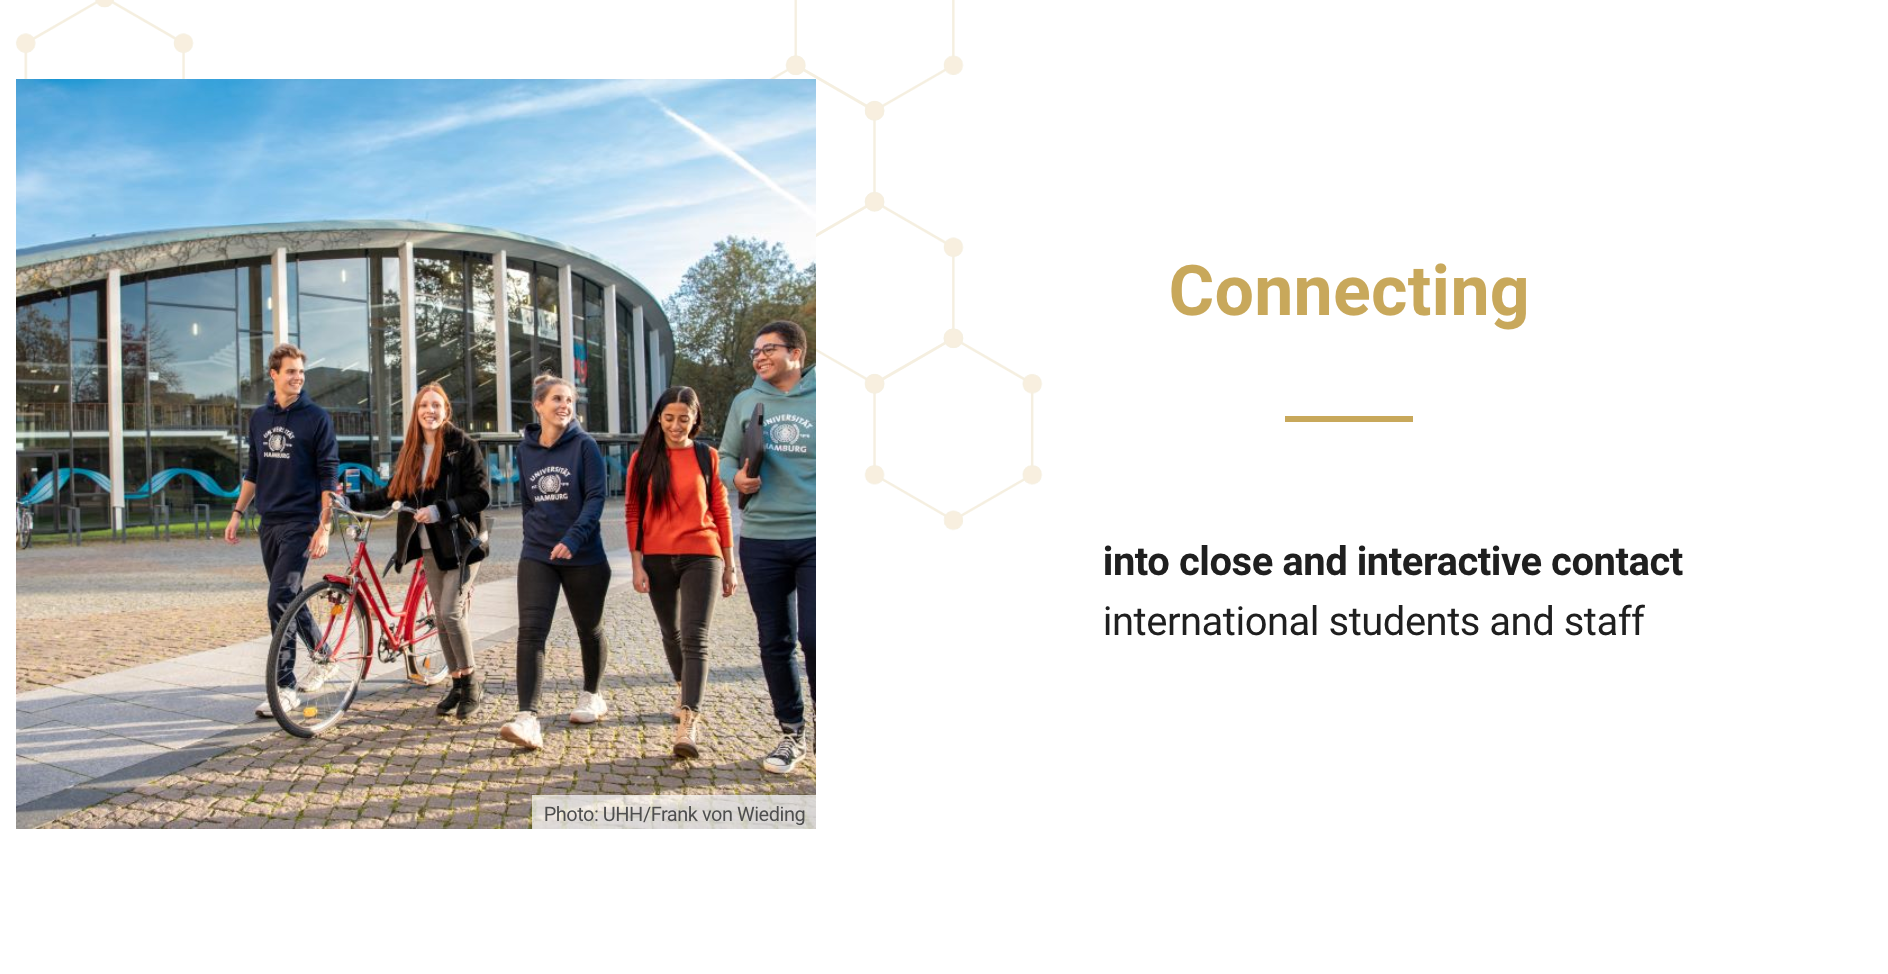 UNIVERSITÄT
HAMBURG
UNIVERSITÄT
HAMBURG
UNIVERSITÄT
HAMBURG
Photo: UHH/Frank von Wieding
Connecting
into close and interactive contact
international students and staff